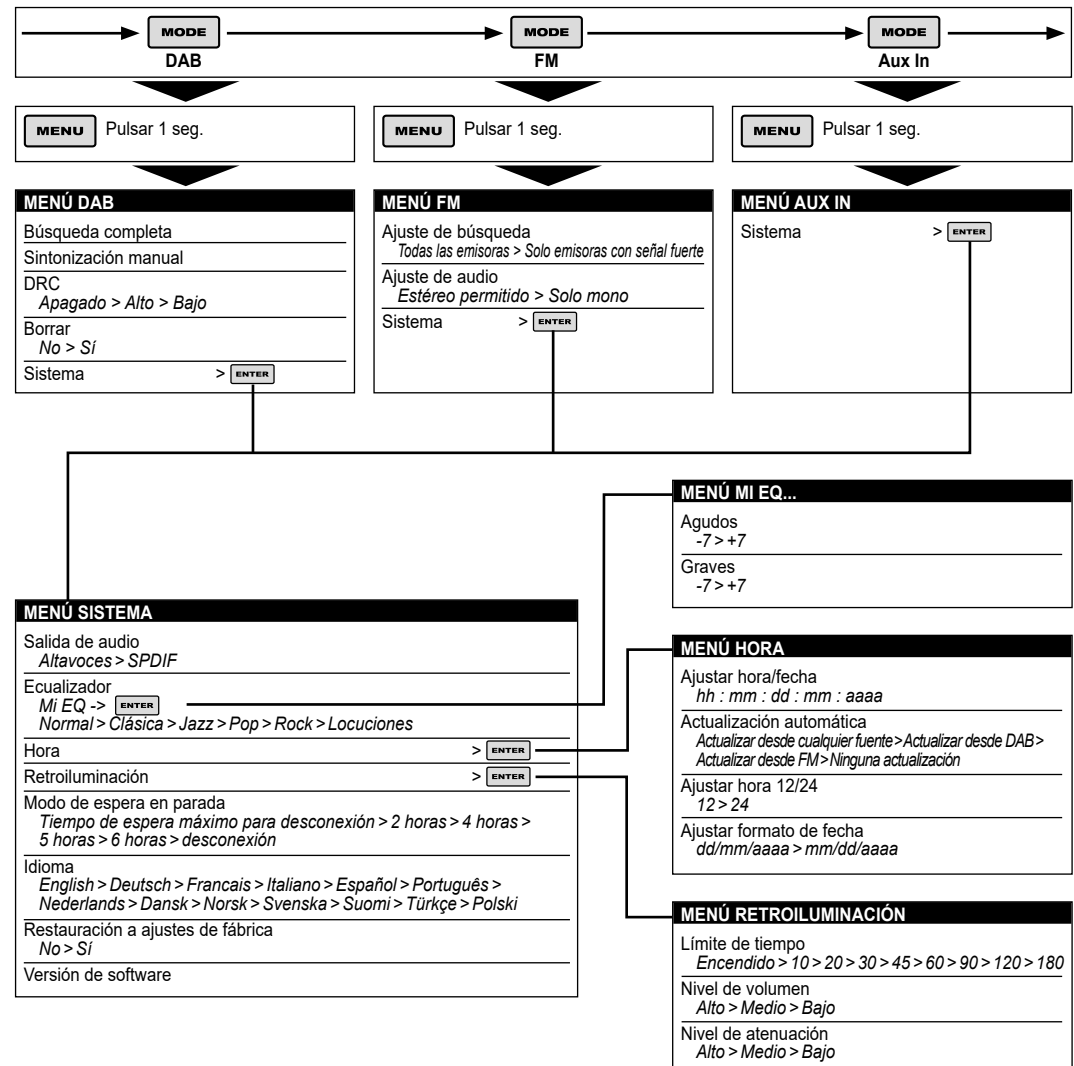 MODE
DAB
MODE
FM
MODE
Aux In
MENU Pulsar 1 seg.
MENU Pulsar 1 seg.
MENU Pulsar 1 seg.
MENÚ DAB
Búsqueda completa
Sintonización manual
DRC
Apagado > Alto > Bajo
Borrar
No > Sí
Sistema > ENTER
MENÚ FM
Ajuste de búsqueda
Todas las emisoras > Solo emisoras con señal fuerte
Ajuste de audio
Estéreo permitido > Solo mono
Sistema > ENTER
MENÚ AUX IN
Sistema > ENTER
MENÚ MI EQ...
Agudos
-7 > +7
Graves
-7 > +7
MENÚ SISTEMA
Salida de audio
Altavoces > SPDIF
Ecualizador
Mi EQ -> ENTER
Normal > Clásica > Jazz > Pop > Rock > Locuciones
Hora > ENTER
Retroiluminación > ENTER
Modo de espera en parada
Tiempo de espera máximo para desconexión > 2 horas > 4 horas >
5 horas > 6 horas > desconexión
Idioma
English > Deutsch > Francais > Italiano > Español > Português >
Nederlands > Dansk > Norsk > Svenska > Suomi > Türkçe > Polski
Restauración a ajustes de fábrica
No > Sí
Versión de software
MENÚ HORA
Ajustar hora/fecha
hh : mm : dd : mm : aaaa
Actualización automática
Actualizar desde cualquier fuente > Actualizar desde DAB >
Actualizar desde FM > Ninguna actualización
Ajustar hora 12/24
12 > 24
Ajustar formato de fecha
dd/mm/aaaa > mm/dd/aaaa
MENÚ RETROILUMINACIÓN
Límite de tiempo
Encendido > 10 > 20 > 30 > 45 > 60 > 90 > 120 > 180
Nivel de volumen
Alto > Medio > Bajo
Nivel de atenuación
Alto > Medio > Bajo